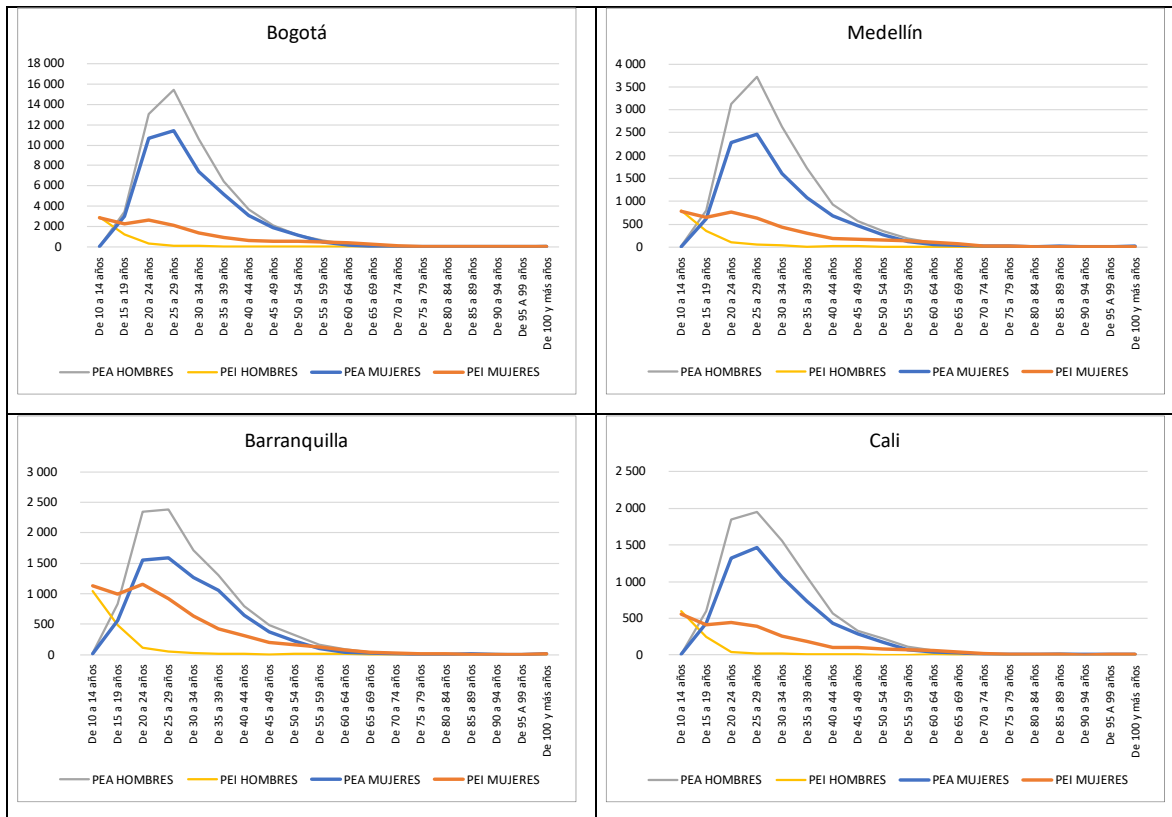 Bogotá
18 000
16 000
14 000
12 000
10 000
8 000
6 000
4 000
2 000
0
De 10 a 14 años
De 15 a 19 años
De 20 a 24 años
De 25 a 29 años
De 30 a 34 años
De 35 a 39 años
De 40 a 44 años
De 45 a 49 años
De 50 a 54 años
De 55 a 59 años
De 60 a 64 años
De 65 a 69 años
De 70 a 74 años
De 75 a 79 años
De 80 a 84 años
De 85 a 89 años
De 90 a 94 años
De 95 A 99 años
De 100 y más años
PEA HOMBRES PEI HOMBRES PEA MUJERES PEI MUJERES
Medellín
4 000
3 500
3 000
2 500
2 000
1 500
1 000
500
0
De 10 a 14 años
De 15 a 19 años
De 20 a 24 años
De 25 a 29 años
De 30 a 34 años
De 35 a 39 años
De 40 a 44 años
De 45 a 49 años
De 50 a 54 años
De 55 a 59 años
De 60 a 64 años
De 65 a 69 años
De 70 a 74 años
De 75 a 79 años
De 80 a 84 años
De 85 a 89 años
De 90 a 94 años
De 95 A 99 años
De 100 y más años
PEA HOMBRES PEI HOMBRES PEA MUJERES PEI MUJERES
Barranquilla
3 000
2 500
2 000
1 500
1 000
500
0
De 10 a 14 años
De 15 a 19 años
De 20 a 24 años
De 25 a 29 años
De 30 a 34 años
De 35 a 39 años
De 40 a 44 años
De 45 a 49 años
De 50 a 54 años
De 55 a 59 años
De 60 a 64 años
De 65 a 69 años
De 70 a 74 años
De 75 a 79 años
De 80 a 84 años
De 85 a 89 años
De 90 a 94 años
De 95 A 99 años
De 100 y más años
PEA HOMBRES PEI HOMBRES PEA MUJERES PEI MUJERES
Cali
2 500
2 000
1 500
1 000
500
0
De 10 a 14 años
De 15 a 19 años
De 20 a 24 años
De 25 a 29 años
De 30 a 34 años
De 35 a 39 años
De 40 a 44 años
De 45 a 49 años
De 50 a 54 años
De 55 a 59 años
De 60 a 64 años
De 65 a 69 años
De 70 a 74 años
De 75 a 79 años
De 80 a 84 años
De 85 a 89 años
De 90 a 94 años
De 95 A 99 años
De 100 y más años
PEA HOMBRES PEI HOMBRES PEA MUJERES PEI MUJERES